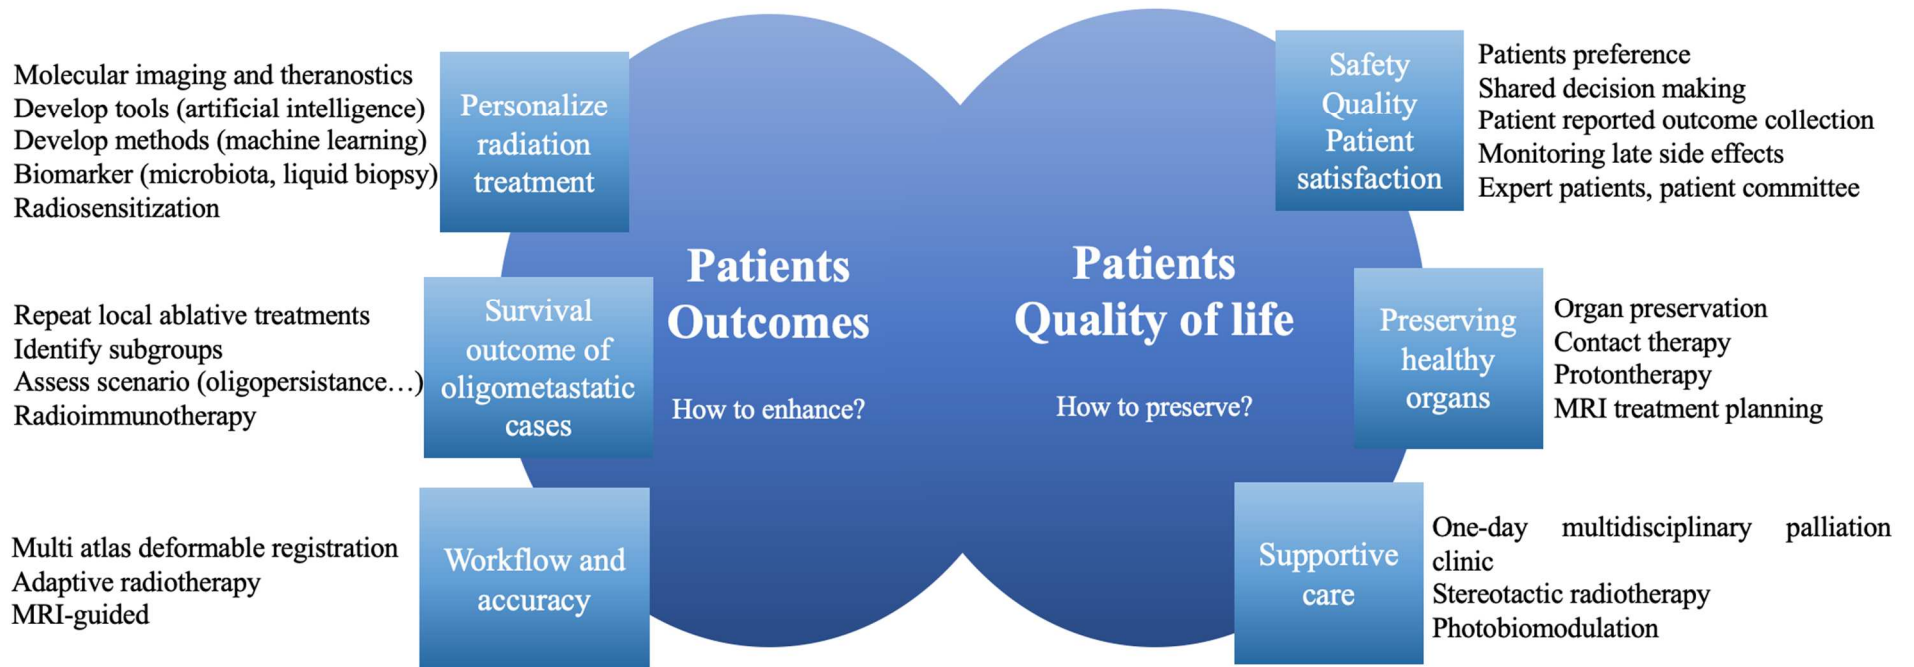 Molecular imaging and theranostics
Develop tools (artificial intelligence)
Develop methods (machine learning)
Biomarker (microbiota, liquid biopsy)
Radiosensitization
Personalize
radiation
treatment
Repeat local ablative treatments
Identify subgroups
Assess scenario (oligopersistance…)
Radioimmunotherapy
Survival
outcome of
oligometastatic
cases
Multi atlas deformable registration
Adaptive radiotherapy
MRI-guided
Workflow and
accuracy
Patients
Outcomes
How to enhance?
Patients
Quality of life
How to preserve?
Safety
Quality
Patient
satisfaction
Patients preference
Shared decision making
Patient reported outcome collection
Monitoring late side effects
Expert patients, patient committee
Preserving
healthy
organs
Organ preservation
Contact therapy
Protontherapy
MRI treatment planning
Supportive
care
One-day multidisciplinary palliation
clinic
Stereotactic radiotherapy
Photobiomodulation